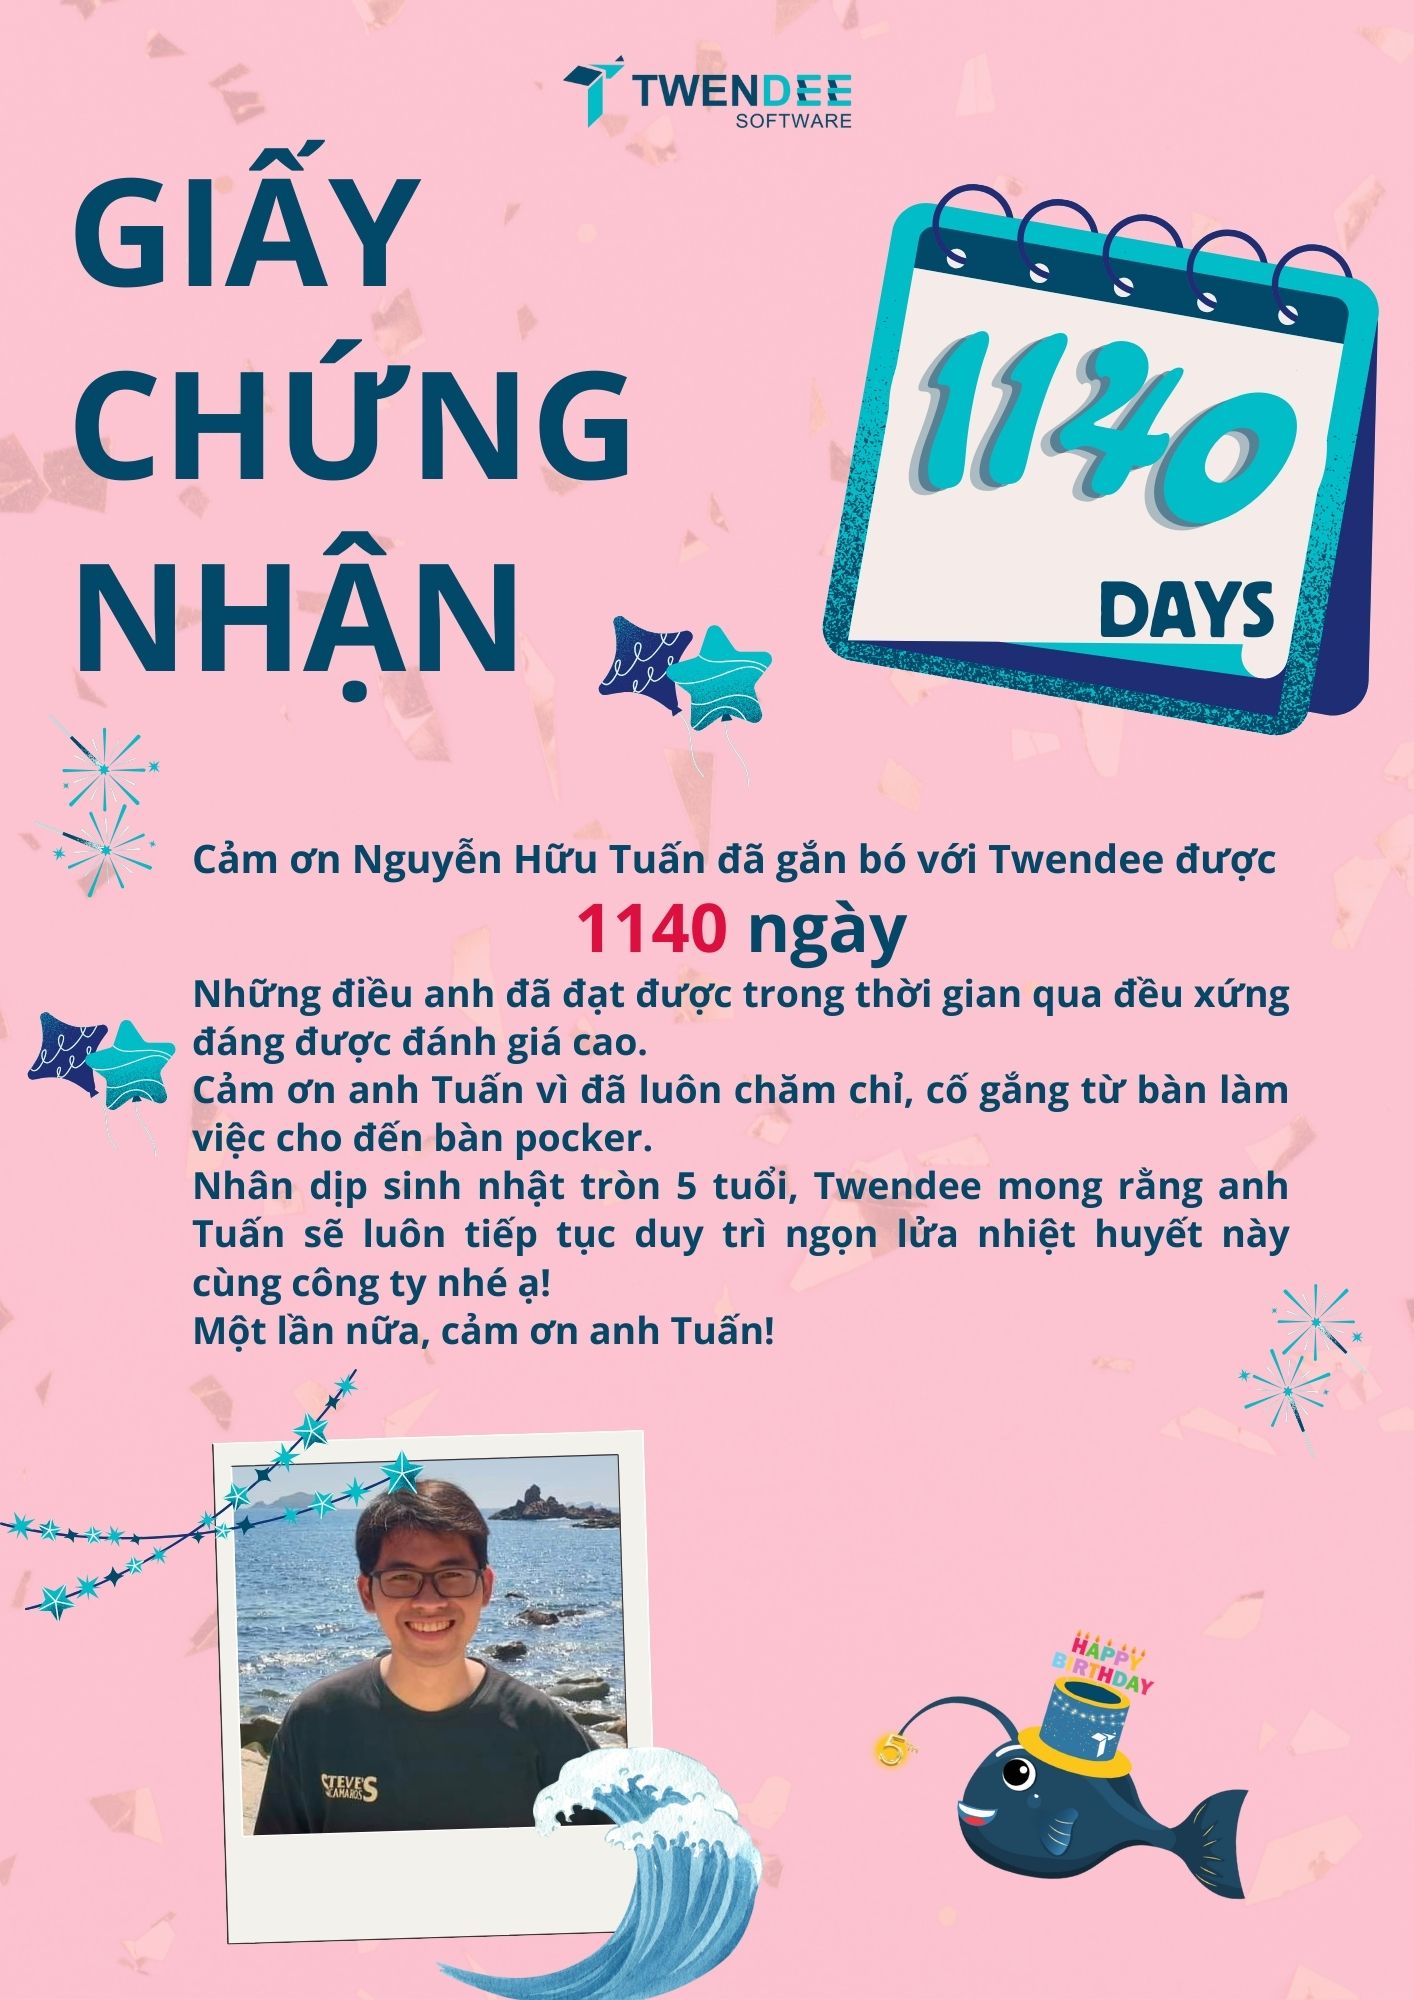 TWENDEE
SOFTWARE
GIẤY
CHỨNG
NHẬN
1140
DAYS
Cảm ơn Nguyễn Hữu Tuấn đã gắn bó với Twendee được
1140 ngày
Những điều anh đã đạt được trong thời gian qua đều xứng
đáng được đánh giá cao.
Cảm ơn anh Tuấn vì đã luôn chăm chỉ, cố gắng từ bàn làm
việc cho đến bàn pocker.
Nhân dịp sinh nhật tròn 5 tuổi, Twendee mong rằng anh
Tuấn sẽ luôn tiếp tục duy trì ngọn lửa nhiệt huyết này
cùng công ty nhé ạ!
Một lần nữa, cảm ơn anh Tuấn!
STEVE'S
CAMAROS
HAPPY
BIRTHDAY
5th